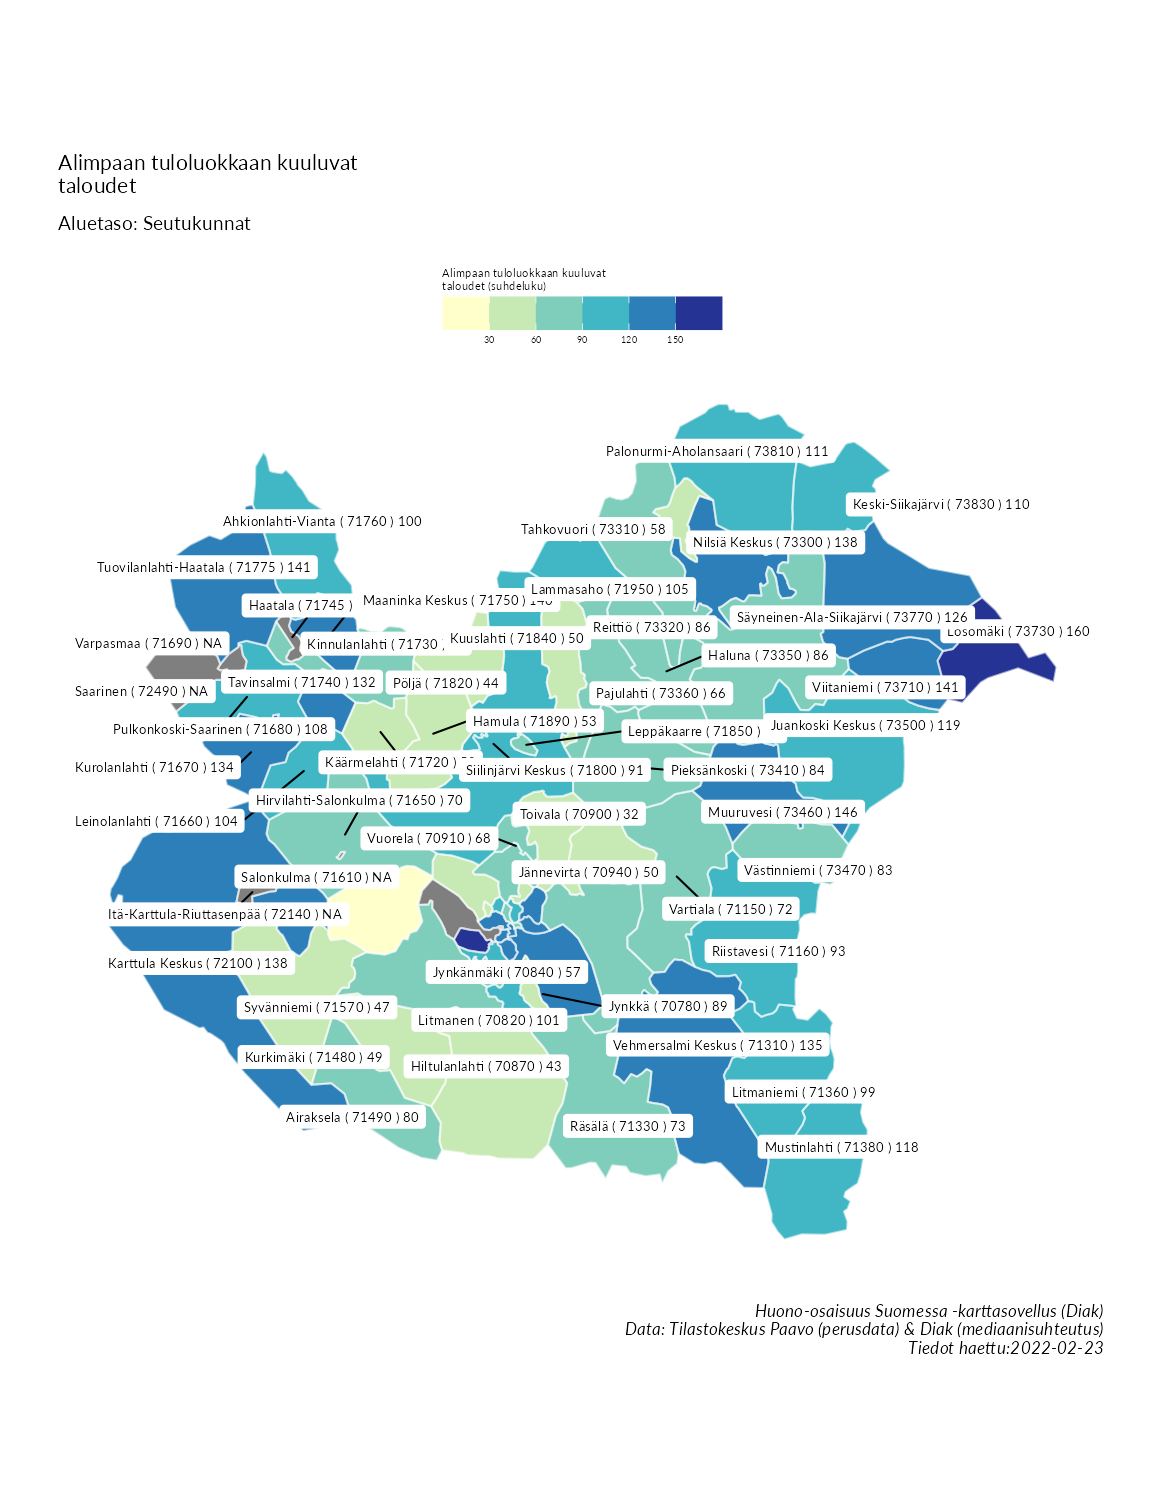 Alimpaan tuloluokkaan kuuluvat
taloudet
Aluetaso: Seutukunnat
Alimpaan tuloluokkaan kuuluvat
taloudet (suhdeluku)
30 60 90 120 150
Palonurmi-Aholansaari ( 73810 ) 111
Keski-Siikajärvi ( 73830 ) 110
Ahkionlahti-Vianta ( 71760 ) 100
Tahkovuori ( 73310 ) 58
Nilsiä Keskus ( 73300 ) 138
Tuovilanlahti-Haatala ( 71775 ) 141
Lammasaho ( 71950 ) 105
Maaninka Keskus ( 71750 )
Haatala ( 71745 )
Säyneinen-Ala-Siikajärvi ( 73770 ) 126
Reittiö ( 73320 ) 86
Losomäki ( 73730 ) 160
Kuuslahti ( 71840 ) 50
Varpasmaa ( 71690 ) NA
Kinnulanlahti ( 71730
Haluna ( 73350 ) 86
Tavinsalmi ( 71740 ) 132
Pöljä ( 71820 ) 44
Viitaniemi ( 73710 ) 141
Saarinen ( 72490 ) NA
Pajulahti ( 73360 ) 66
Hamula ( 71890 ) 53
Juankoski Keskus ( 73500 ) 119
Pulkonkoski-Saarinen ( 71680 ) 108
Leppäkaarre ( 71850 )
Käärmelahti ( 71720 )
Kurolanlahti ( 71670 ) 134
Siilinjärvi Keskus ( 71800 ) 91
Pieksänkoski ( 73410 ) 84
Hirvilahti-Salonkulma ( 71650 ) 70
Toivala ( 70900 ) 32
Muuruvesi ( 73460 ) 146
Leinolanlahti ( 71660 ) 104
Vuorela ( 70910 ) 68
Jännevirta ( 70940 ) 50
Västinniemi ( 73470 ) 83
Salonkulma ( 71610 ) NA
Vartiala ( 71150 ) 72
Itä-Karttula-Riuttasenpää ( 72140 ) NA
Riistavesi ( 71160 ) 93
Karttula Keskus ( 72100 ) 138
Jynkänmäki ( 70840 ) 57
Syvänniemi ( 71570 ) 47
Jynkkä ( 70780 ) 89
Litmanen ( 70820 ) 101
Vehmersalmi Keskus ( 71310 ) 135
Kurkimäki ( 71480 ) 49
Hiltulanlahti ( 70870 ) 43
Litmaniemi ( 71360 ) 99
Airaksela ( 71490 ) 80
Räsälä ( 71330 ) 73
Mustinlahti ( 71380 ) 118
Huono-osaisuus Suomessa -karttasovellus (Diak)
Data: Tilastokeskus Paavo (perusdata) & Diak (mediaanisuhteutus)
Tiedot haettu:2022-02-23